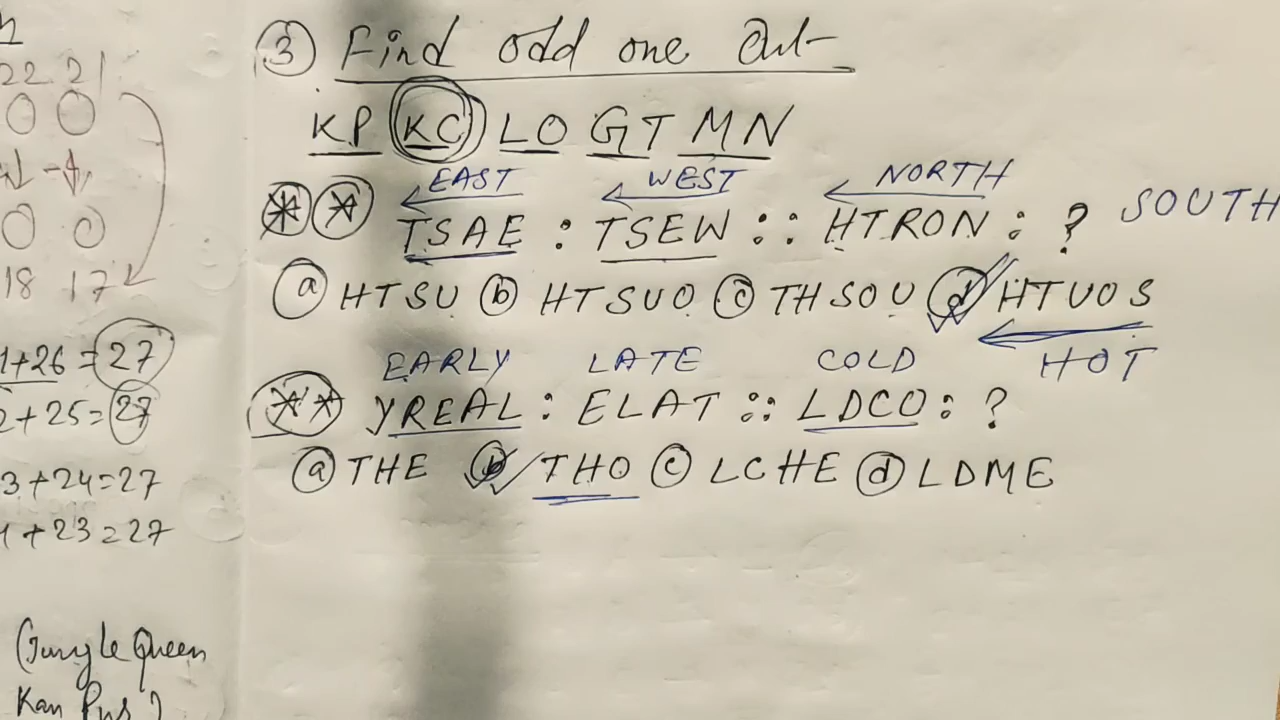 22 21
18 17
1+26 = 27
2+25 = 27
3+24=27
+23=27
(Jungle Queen
Kan
③ Find odd one Out
KP KC LO GT MN
EAST WEST NORTH
** TSAE : TSEW :: HTRON : ? SOUTH
ⓐ HTSU ⓑ HTSUO ⓒ THSOU ⓓ HTUOS
EARLY LATE COLD HOT
** YREAL : ELAT :: LDCO : ?
ⓐ THE ⓑ THO ⓒ LCHE ⓓ LDME